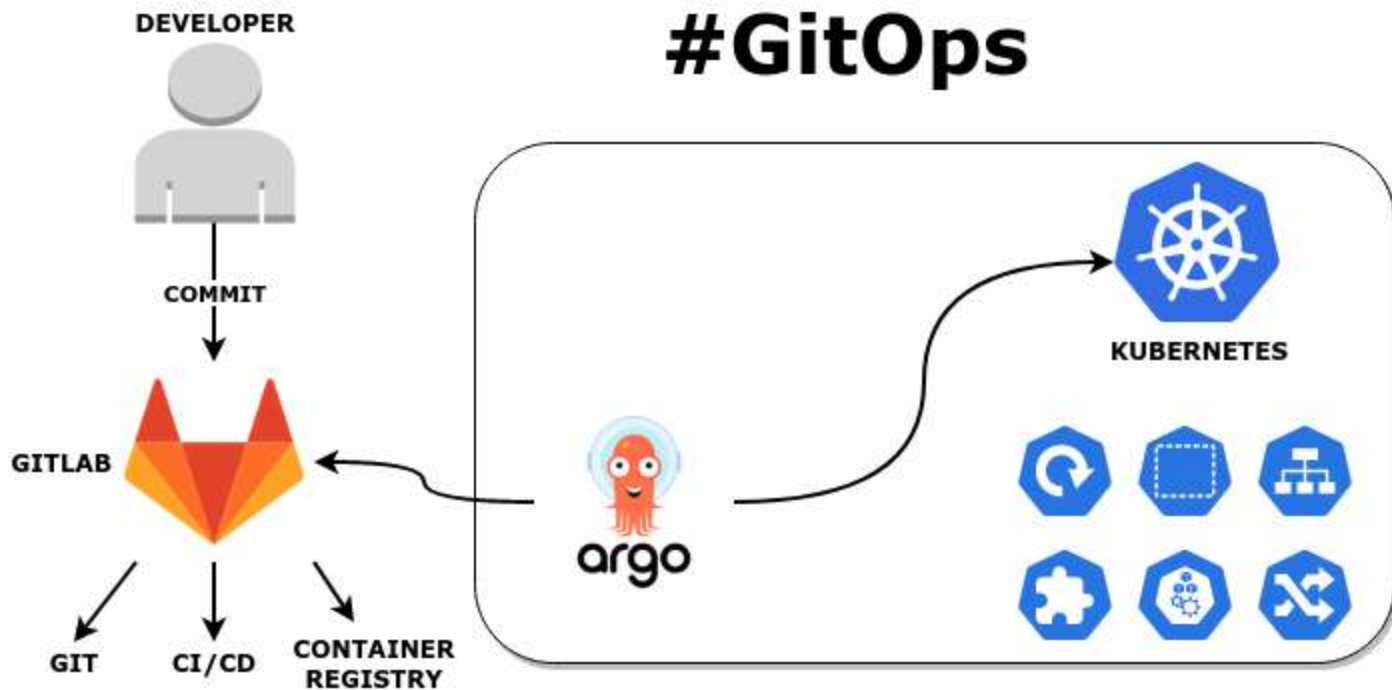 DEVELOPER
#GitOps
COMMIT
KUBERNETES
GITLAB
argo
GIT
CI/CD
CONTAINER
REGISTRY